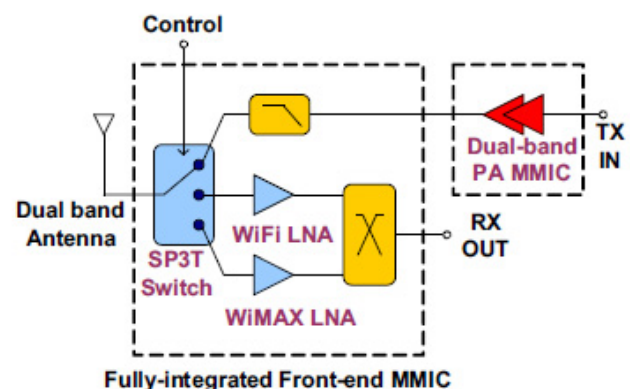 Control
Dual-band
PA MMIC
TX
IN
Dual band
Antenna
SP3T
Switch
WiFi LNA
WiMAX LNA
RX
OUT
Fully-integrated Front-end MMIC